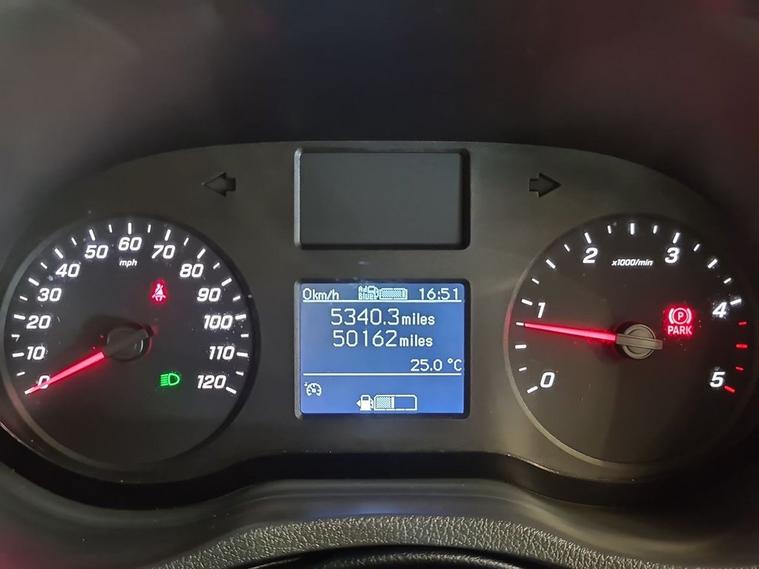 0 10 20 30 40 50 60 70 80 90 100 110 120
mph
0km/h AdBlue 16:51
5340.3 miles
50162 miles
25.0 °C
0 1 2 3 4 5
x1000/min
(P)
PARK